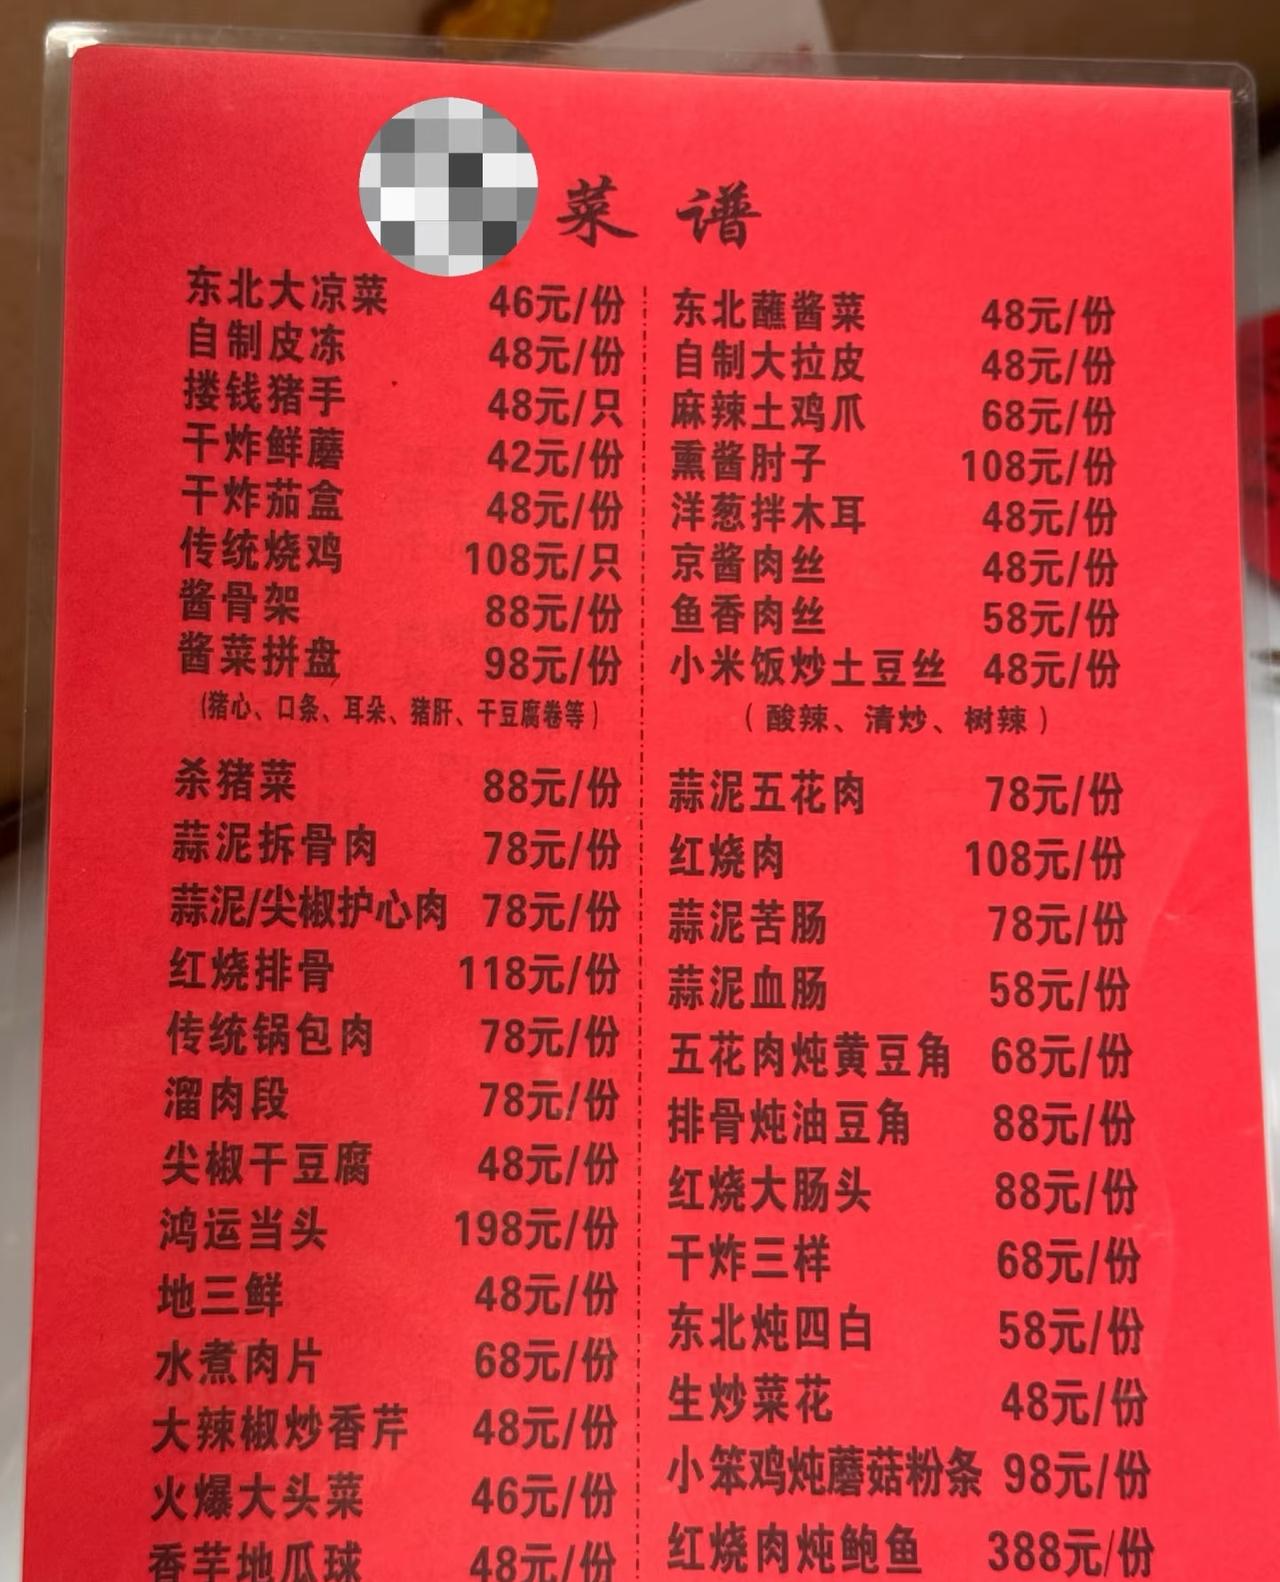 菜谱
东北大凉菜 46元/份
自制皮冻 48元/份
搂钱猪手 48元/只
干炸鲜蘑 42元/份
干炸茄盒 48元/份
传统烧鸡 108元/只
酱骨架 88元/份
酱菜拼盘 98元/份
(猪心、口条、耳朵、猪肝、干豆腐卷等)
杀猪菜 88元/份
蒜泥拆骨肉 78元/份
蒜泥/尖椒护心肉 78元/份
红烧排骨 118元/份
传统锅包肉 78元/份
溜肉段 78元/份
尖椒干豆腐 48元/份
鸿运当头 198元/份
地三鲜 48元/份
水煮肉片 68元/份
大辣椒炒香芹 48元/份
火爆大头菜 46元/份
香芋地瓜球 48元/份
东北蘸酱菜 48元/份
自制大拉皮 48元/份
麻辣土鸡爪 68元/份
熏酱肘子 108元/份
洋葱拌木耳 48元/份
京酱肉丝 48元/份
鱼香肉丝 58元/份
小米饭炒土豆丝 48元/份
(酸辣、清炒、树辣)
蒜泥五花肉 78元/份
红烧肉 108元/份
蒜泥苦肠 78元/份
蒜泥血肠 58元/份
五花肉炖黄豆角 68元/份
排骨炖油豆角 88元/份
红烧大肠头 88元/份
干炸三样 68元/份
东北炖四白 58元/份
生炒菜花 48元/份
小笨鸡炖蘑菇粉条 98元/份
红烧肉炖鲍鱼 388元/份